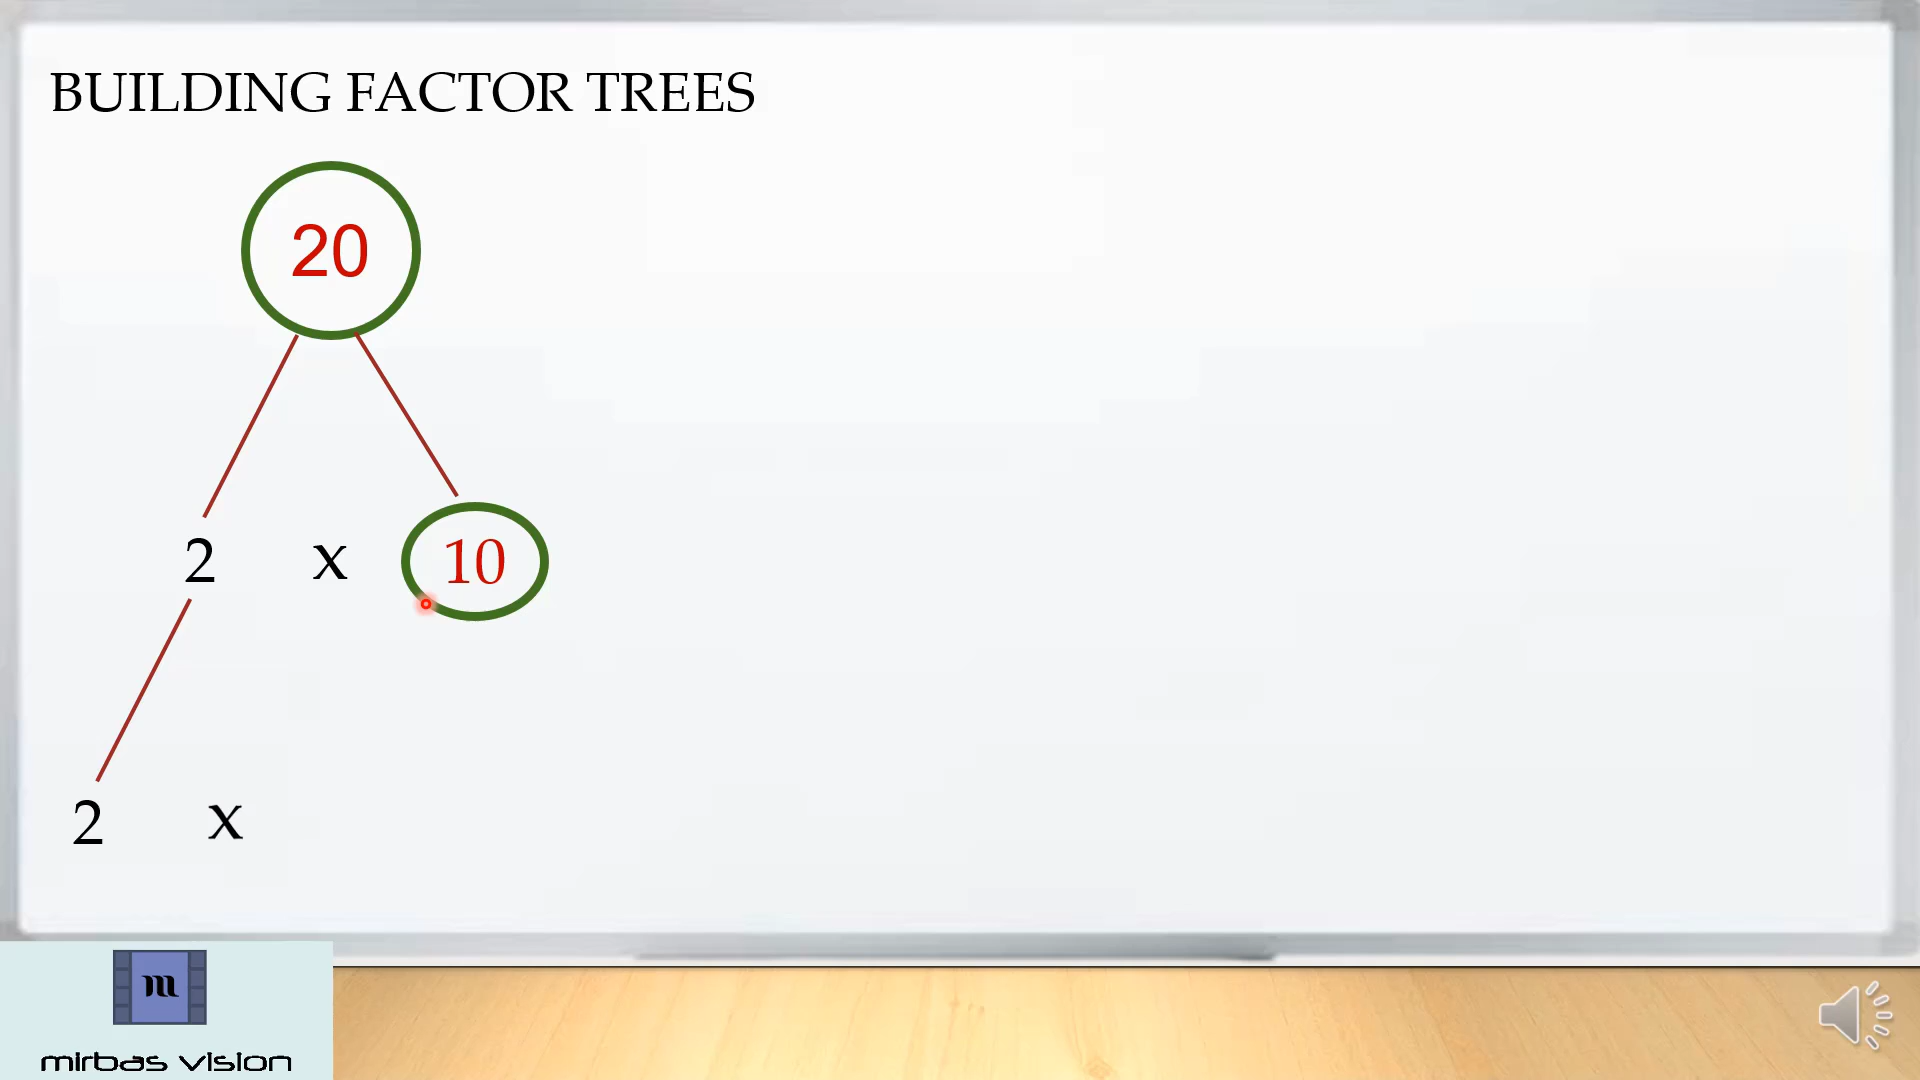 BUILDING FACTOR TREES
20
2 x 10
2 x
m
mirbas vision